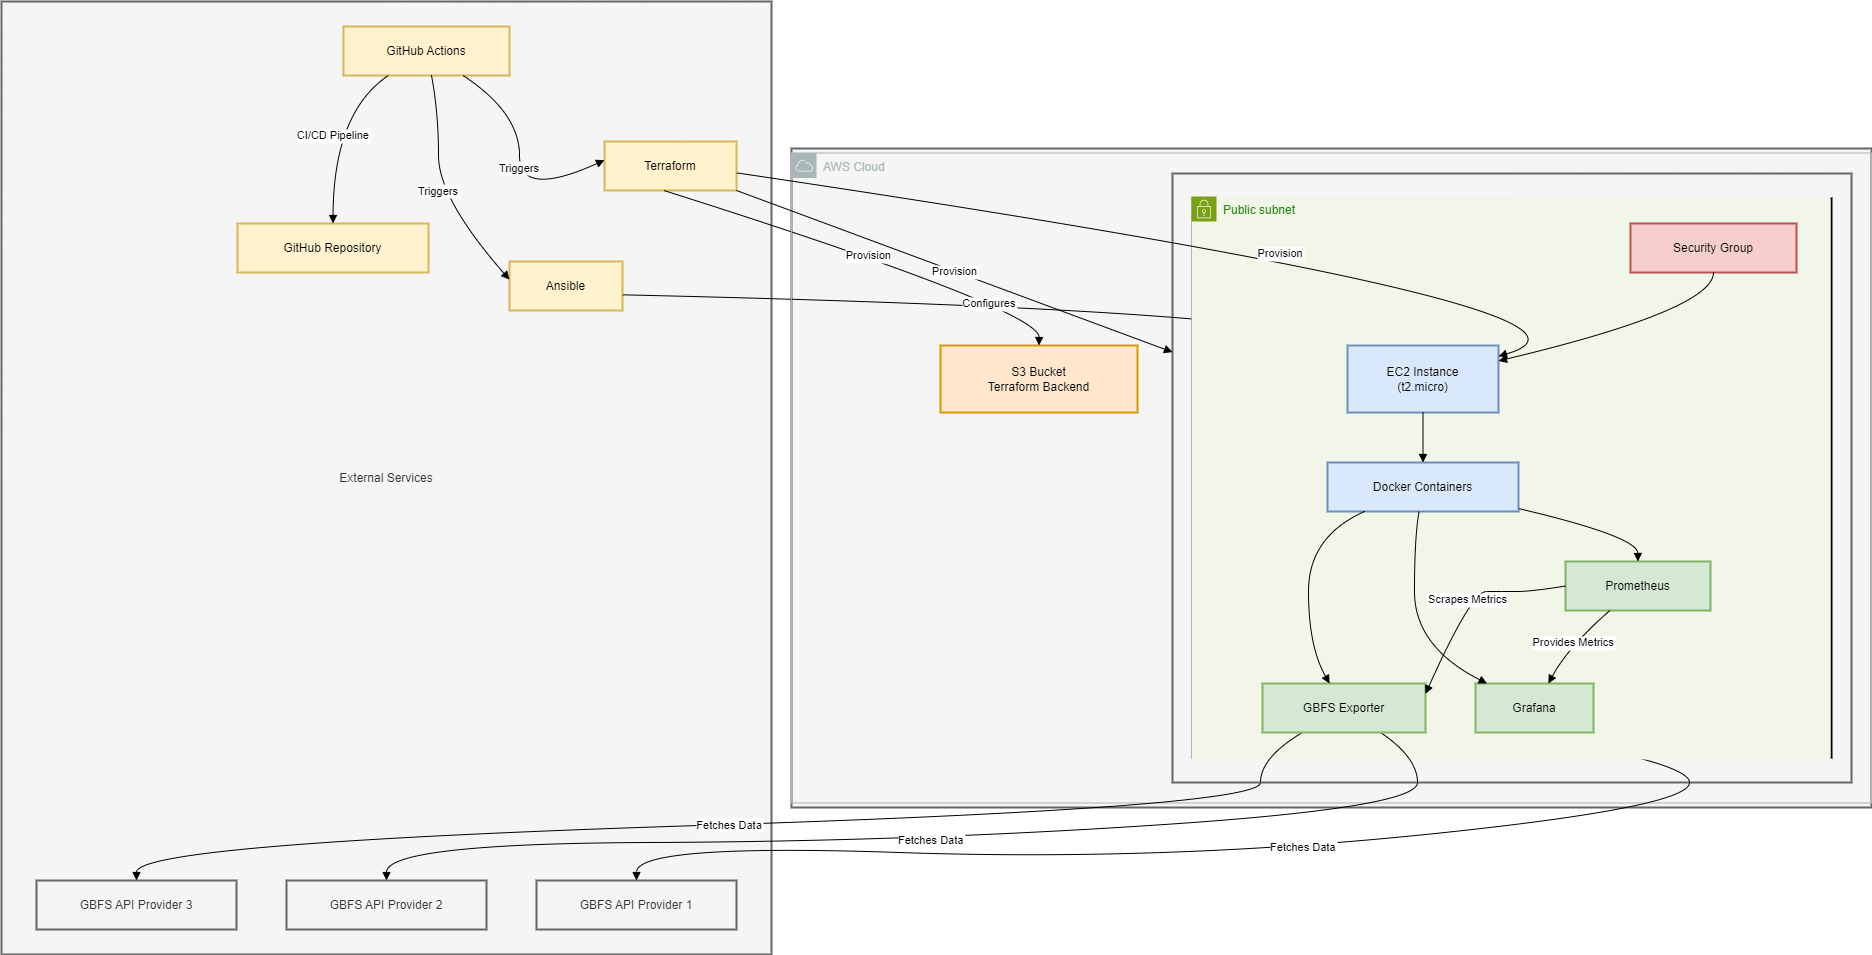 GitHub Actions
CI/CD Pipeline
Triggers
Triggers
Terraform
GitHub Repository
Ansible
External Services
AWS Cloud
Public subnet
Security Group
Provision
Provision
Provision
Configures
S3 Bucket
Terraform Backend
EC2 Instance
(t2.micro)
Docker Containers
Prometheus
Scrapes Metrics
Provides Metrics
GBFS Exporter
Grafana
Fetches Data
Fetches Data
Fetches Data
GBFS API Provider 3
GBFS API Provider 2
GBFS API Provider 1